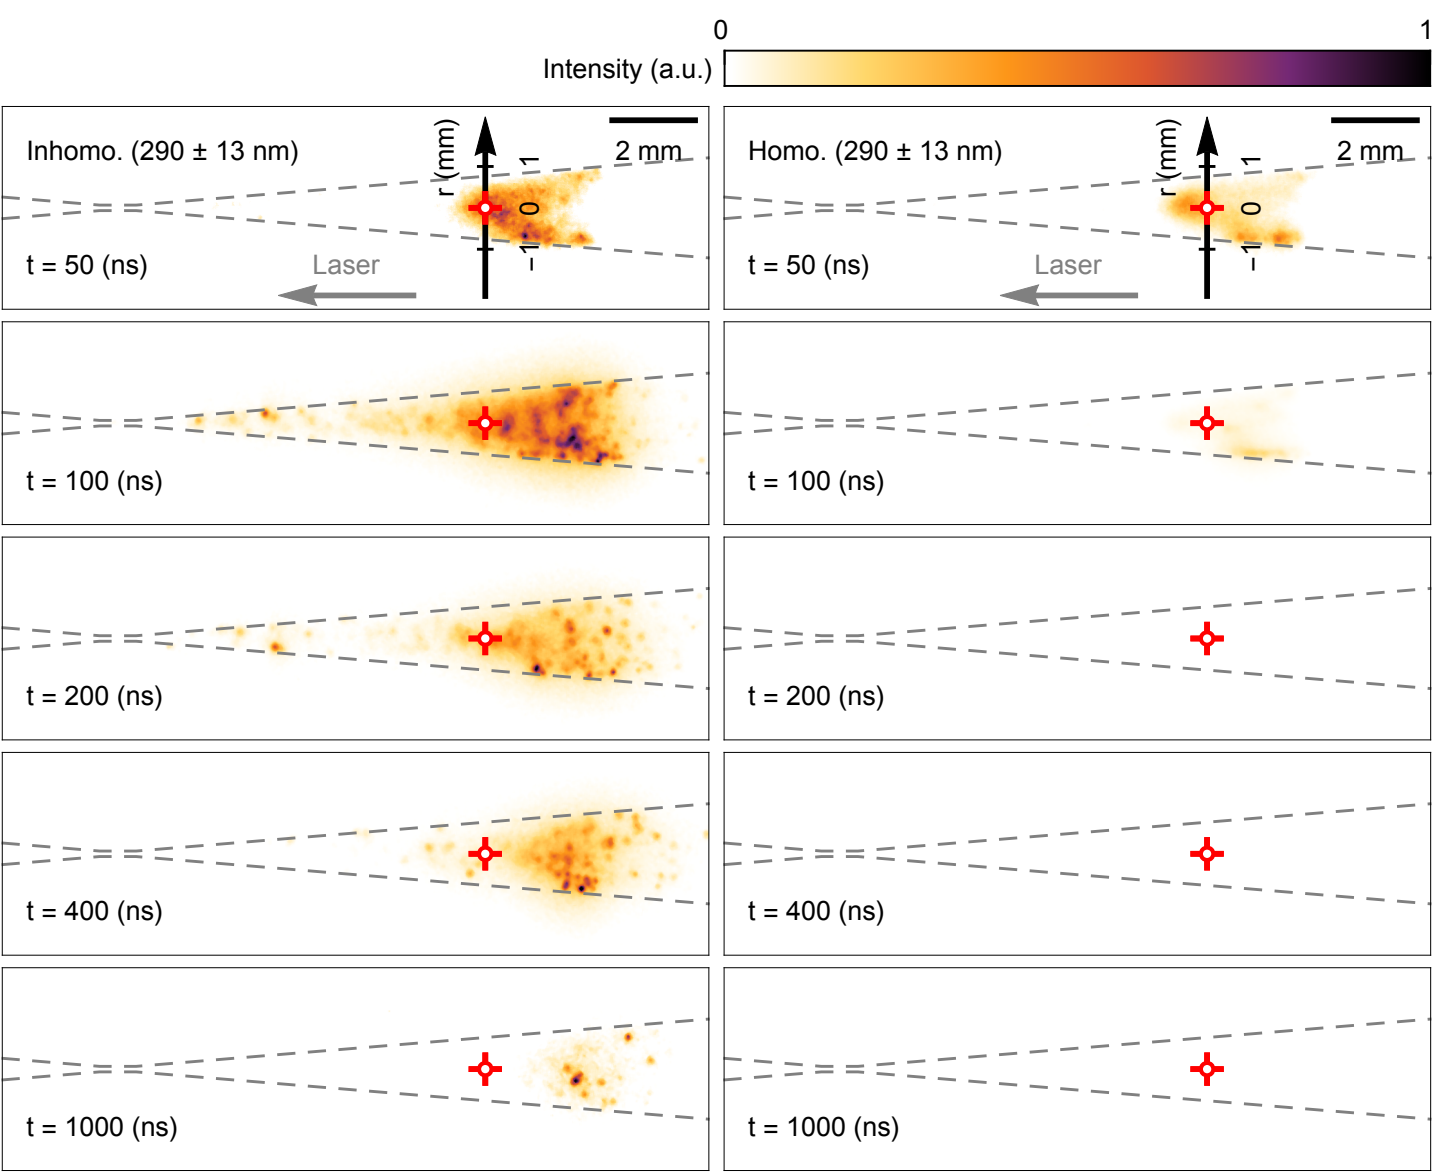 0 1
Intensity (a.u.)
Inhomo. (290 ± 13 nm)
r (mm)
1
0
−1
2 mm
t = 50 (ns)
Laser
Homo. (290 ± 13 nm)
r (mm)
1
0
−1
2 mm
t = 50 (ns)
Laser
t = 100 (ns)
t = 100 (ns)
t = 200 (ns)
t = 200 (ns)
t = 400 (ns)
t = 400 (ns)
t = 1000 (ns)
t = 1000 (ns)